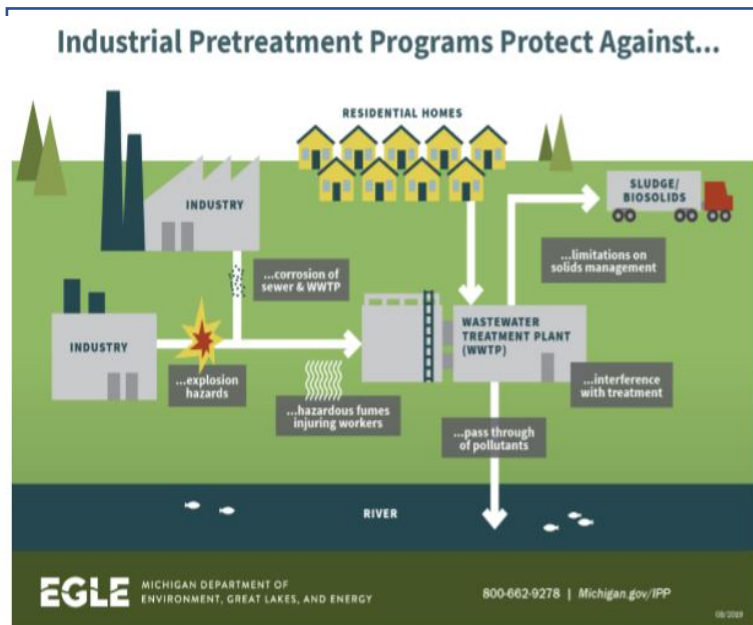 Industrial Pretreatment Programs Protect Against...
RESIDENTIAL HOMES
INDUSTRY
SLUDGE/
BIOSOLIDS
...corrosion of
sewer & WWTP
...limitations on
solids management
INDUSTRY
WASTEWATER
TREATMENT PLANT
(WWTP)
...explosion
hazards
...hazardous fumes
injuring workers
...interference
with treatment
...pass through
of pollutants
RIVER
EGLE
MICHIGAN DEPARTMENT OF
ENVIRONMENT, GREAT LAKES, AND ENERGY
800-662-9278 | Michigan.gov/IPP
08/2019